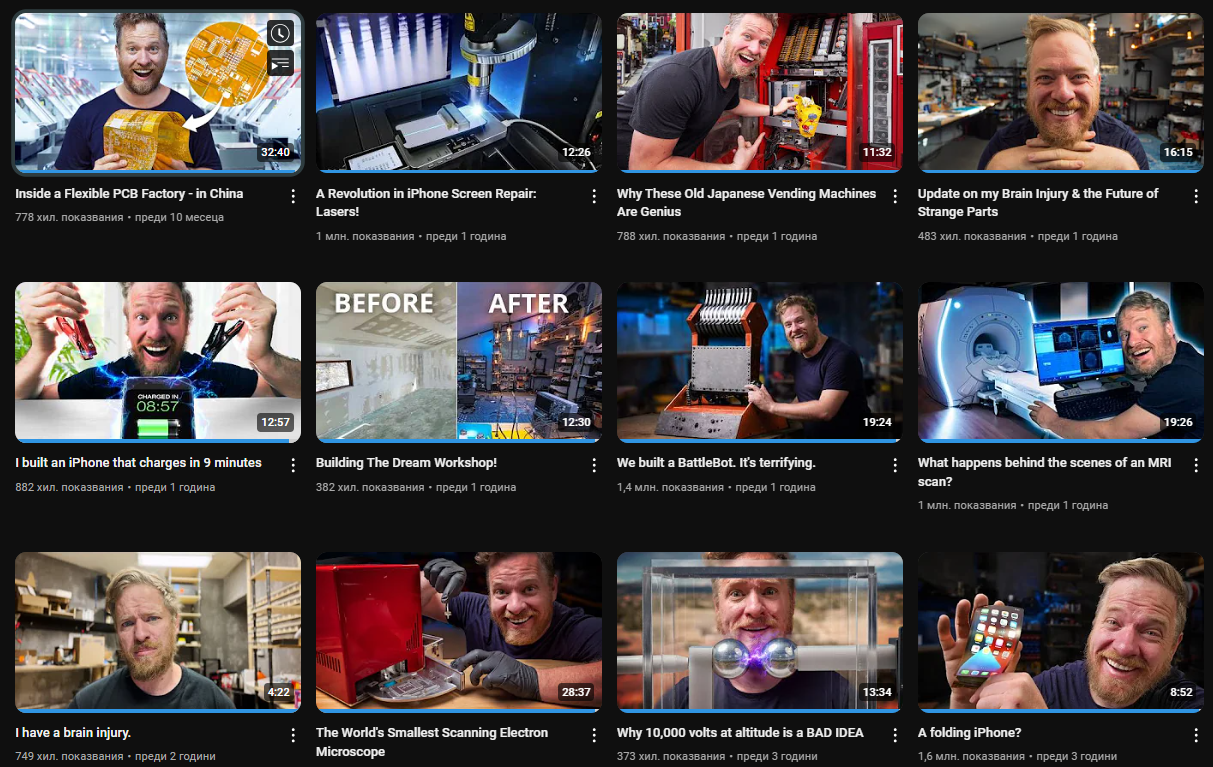 32:40
12:26
11:32
16:15
Inside a Flexible PCB Factory - in China
778 хил. показвания • преди 10 месеца
A Revolution in iPhone Screen Repair:
Lasers!
1 млн. показвания • преди 1 година
Why These Old Japanese Vending Machines
Are Genius
788 хил. показвания • преди 1 година
Update on my Brain Injury & the Future of
Strange Parts
483 хил. показвания • преди 1 година
CHARGED IN
08:57
12:57
BEFORE AFTER
12:30
19:24
19:26
I built an iPhone that charges in 9 minutes
882 хил. показвания • преди 1 година
Building The Dream Workshop!
382 хил. показвания • преди 1 година
We built a BattleBot. It's terrifying.
1,4 млн. показвания • преди 1 година
What happens behind the scenes of an MRI
scan?
1 млн. показвания • преди 1 година
4:22
28:37
13:34
8:52
I have a brain injury.
749 хил. показвания • преди 2 години
The World's Smallest Scanning Electron
Microscope
Why 10,000 volts at altitude is a BAD IDEA
373 хил. показвания • преди 3 години
A folding iPhone?
1,6 млн. показвания • преди 3 години